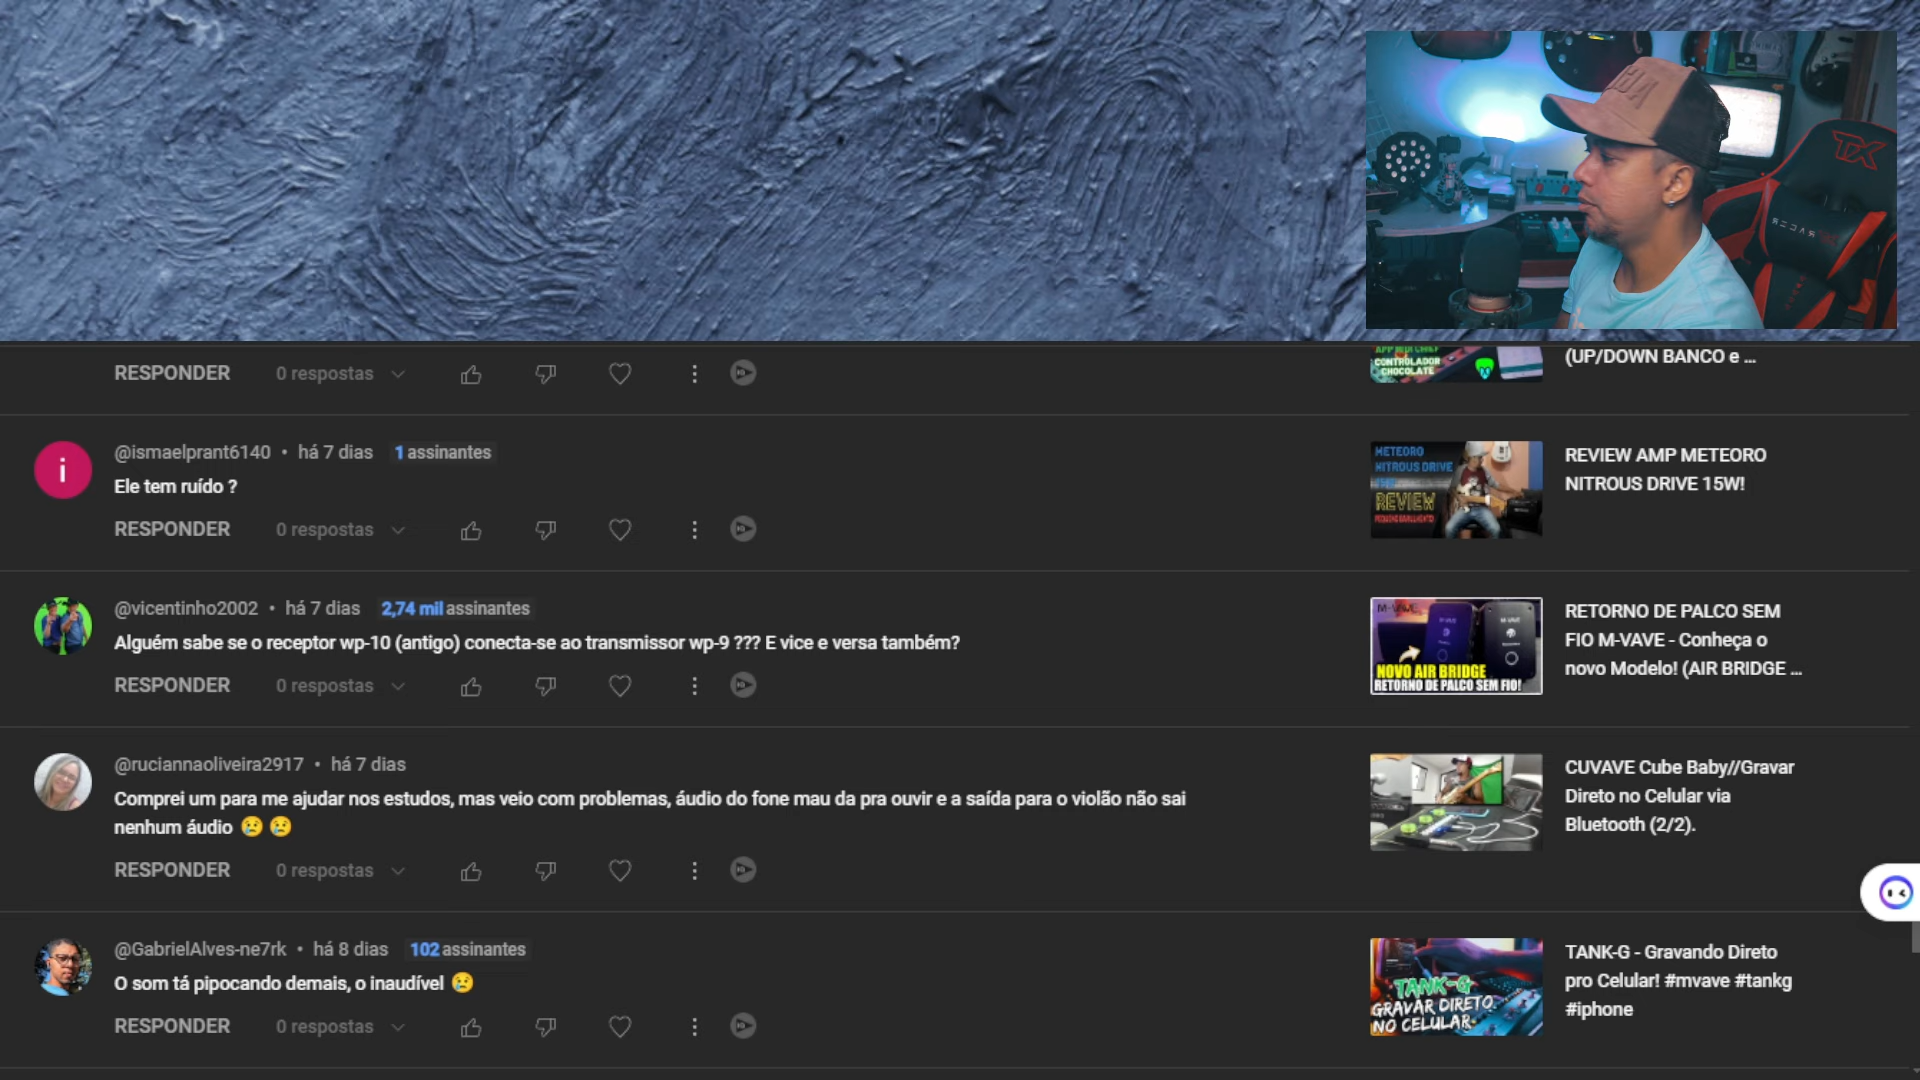 TX
RACER
RESPONDER 0 respostas
APP MIDI CHIEF
CONTROLADOR
CHOCOLATE
(UP/DOWN BANCO e ...
i
@ismaelprant6140 • há 7 dias 1 assinantes
Ele tem ruído ?
RESPONDER 0 respostas
METEORO
NITROUS DRIVE
REVIEW
REVIEW AMP METEORO
NITROUS DRIVE 15W!
@vicentinho2002 • há 7 dias 2,74 mil assinantes
Alguém sabe se o receptor wp-10 (antigo) conecta-se ao transmissor wp-9 ??? E vice e versa também?
RESPONDER 0 respostas
M-VAVE
NOVO AIR BRIDGE
RETORNO DE PALCO SEM FIO!
RETORNO DE PALCO SEM
FIO M-VAVE - Conheça o
novo Modelo! (AIR BRIDGE ...
@ruciannaoliveira2917 • há 7 dias
Comprei um para me ajudar nos estudos, mas veio com problemas, áudio do fone mau da pra ouvir e a saída para o violão não sai
nenhum áudio 😢 😢
RESPONDER 0 respostas
CUVAVE Cube Baby//Gravar
Direto no Celular via
Bluetooth (2/2).
@GabrielAlves-ne7rk • há 8 dias 102 assinantes
O som tá pipocando demais, o inaudível 😢
RESPONDER 0 respostas
TANK-G
GRAVAR DIRETO
NO CELULAR
TANK-G - Gravando Direto
pro Celular! #mvave #tankg
#iphone